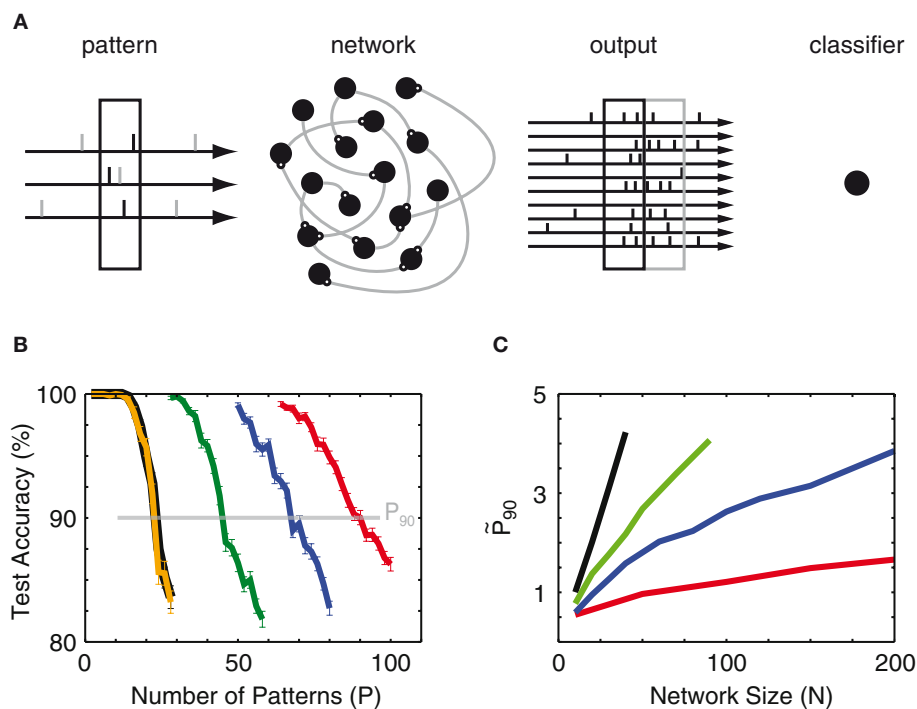 A
pattern
network
output
classifier
B
C
100
90
80
Test Accuracy (%)
P90
0
50
100
Number of Patterns (P)
5
3
1
P̃90
0
100
200
Network Size (N)